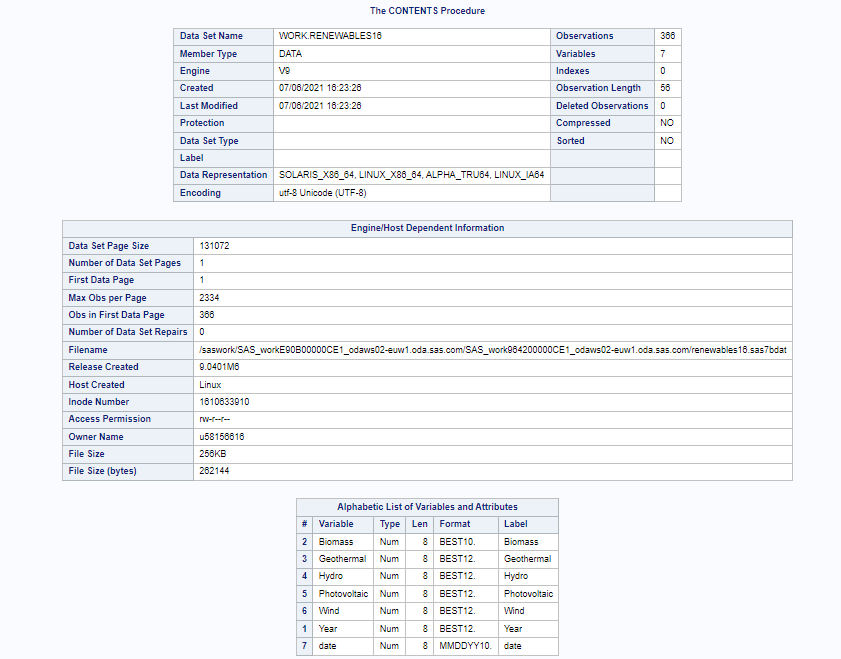 The CONTENTS Procedure
Data Set Name WORK.RENEWABLES16 Observations 366
Member Type DATA Variables 7
Engine V9 Indexes 0
Created 07/06/2021 16:23:26 Observation Length 56
Last Modified 07/06/2021 16:23:26 Deleted Observations 0
Protection Compressed NO
Data Set Type Sorted NO
Label
Data Representation SOLARIS_X86_64, LINUX_X86_64, ALPHA_TRU64, LINUX_IA64
Encoding utf-8 Unicode (UTF-8)
Engine/Host Dependent Information
Data Set Page Size 131072
Number of Data Set Pages 1
First Data Page 1
Max Obs per Page 2334
Obs in First Data Page 366
Number of Data Set Repairs 0
Filename /saswork/SAS_workE90B00000CE1_odaws02-euw1.oda.sas.com/SAS_work964200000CE1_odaws02-euw1.oda.sas.com/renewables16.sas7bdat
Release Created 9.0401M6
Host Created Linux
Inode Number 1610633910
Access Permission rw-r--r--
Owner Name u58156616
File Size 256KB
File Size (bytes) 262144
Alphabetic List of Variables and Attributes
# Variable Type Len Format Label
2 Biomass Num 8 BEST10. Biomass
3 Geothermal Num 8 BEST12. Geothermal
4 Hydro Num 8 BEST12. Hydro
5 Photovoltaic Num 8 BEST12. Photovoltaic
6 Wind Num 8 BEST12. Wind
1 Year Num 8 BEST12. Year
7 date Num 8 MMDDYY10. date